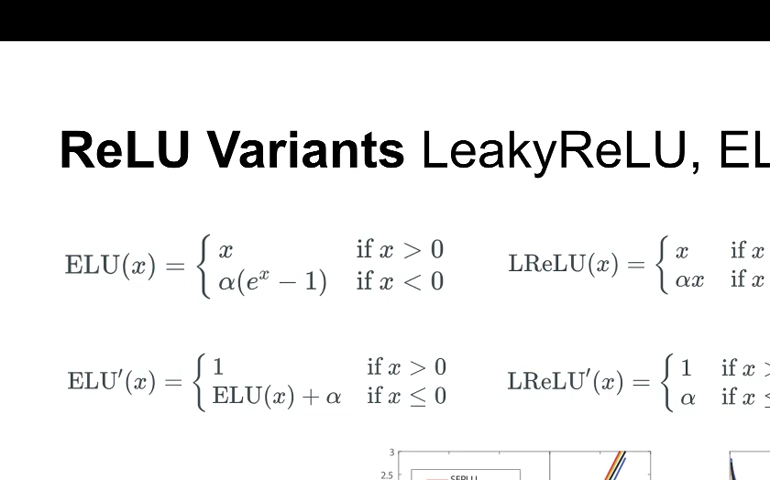 ReLU Variants LeakyReLU, EL
ELU(x) = { x if x > 0
α(eˣ − 1) if x < 0
LReLU(x) = { x if x
αx if x
ELU′(x) = { 1 if x > 0
ELU(x) + α if x ≤ 0
LReLU′(x) = { 1 if x >
α if x ≤
3
2.5